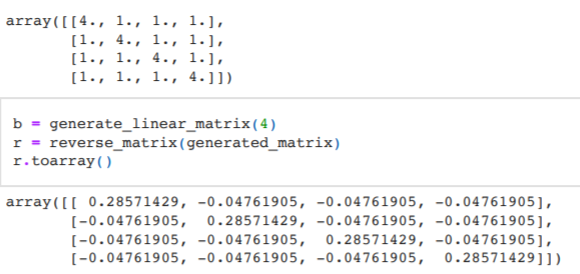 array([[4., 1., 1., 1.],
       [1., 4., 1., 1.],
       [1., 1., 4., 1.],
       [1., 1., 1., 4.]])
b = generate_linear_matrix(4)
r = reverse_matrix(generated_matrix)
r.toarray()
array([[ 0.28571429, -0.04761905, -0.04761905, -0.04761905],
       [-0.04761905,  0.28571429, -0.04761905, -0.04761905],
       [-0.04761905, -0.04761905,  0.28571429, -0.04761905],
       [-0.04761905, -0.04761905, -0.04761905,  0.28571429]])